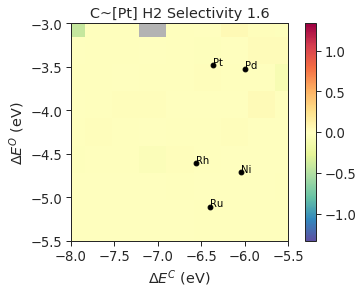 C~[Pt] H2 Selectivity 1.6
−3.0
−3.5
−4.0
−4.5
−5.0
−5.5
ΔE^O (eV)
Pt
Pd
Rh
Ni
Ru
−8.0 −7.5 −7.0 −6.5 −6.0 −5.5
ΔE^C (eV)
1.0
0.5
0.0
−0.5
−1.0